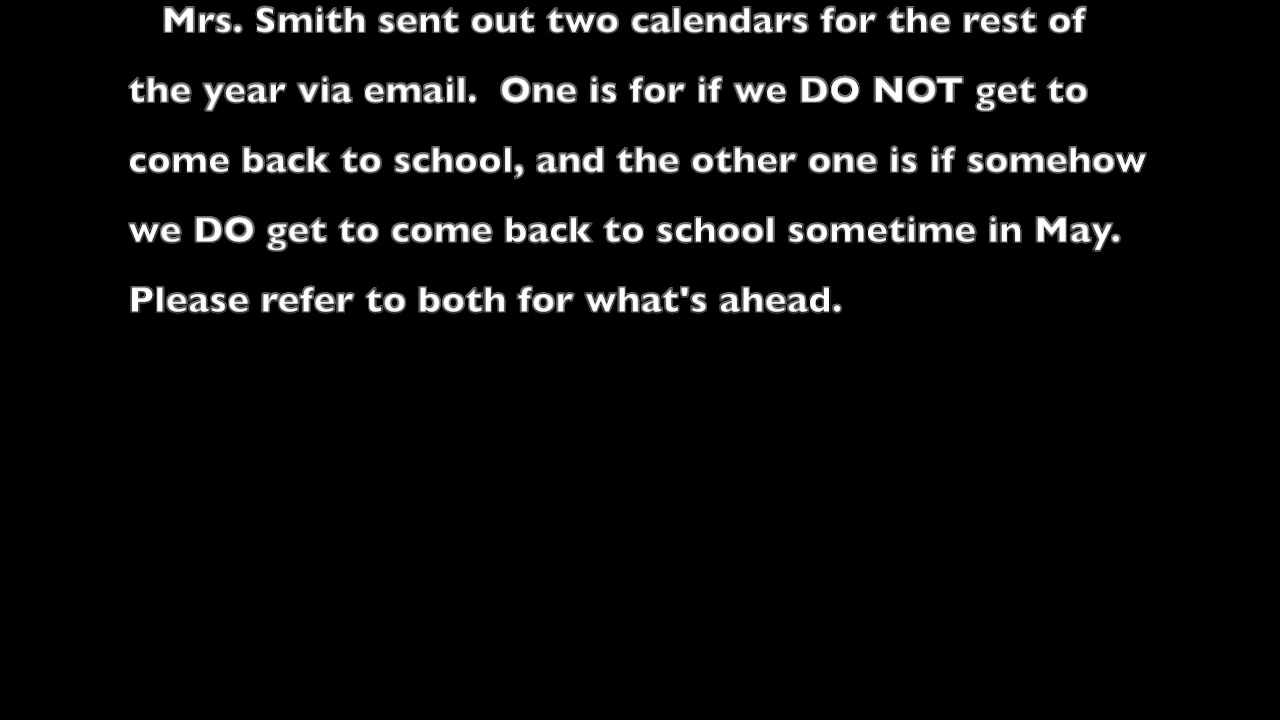 Mrs. Smith sent out two calendars for the rest of
the year via email.  One is for if we DO NOT get to
come back to school, and the other one is if somehow
we DO get to come back to school sometime in May.
Please refer to both for what's ahead.